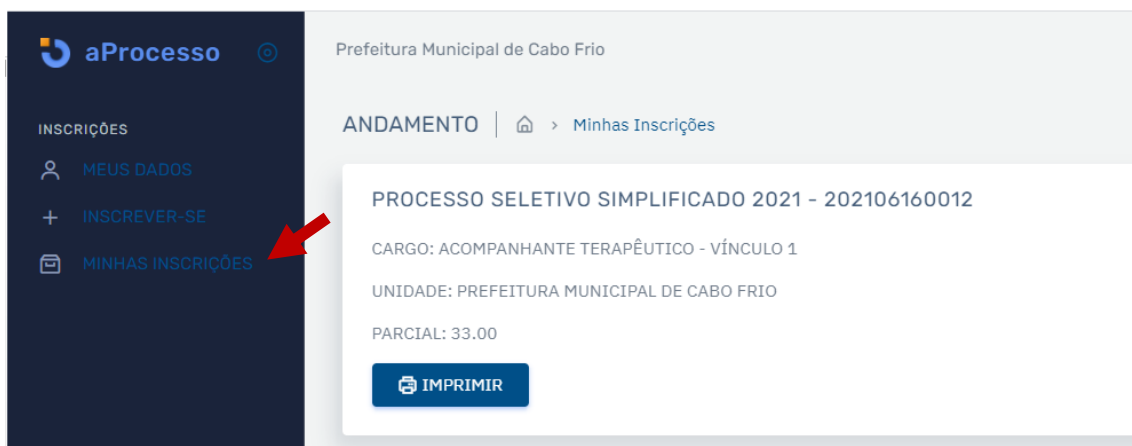 aProcesso
INSCRIÇÕES
MEUS DADOS
INSCREVER-SE
MINHAS INSCRIÇÕES
Prefeitura Municipal de Cabo Frio
ANDAMENTO > Minhas Inscrições
PROCESSO SELETIVO SIMPLIFICADO 2021 - 202106160012
CARGO: ACOMPANHANTE TERAPÊUTICO - VÍNCULO 1
UNIDADE: PREFEITURA MUNICIPAL DE CABO FRIO
PARCIAL: 33.00
IMPRIMIR